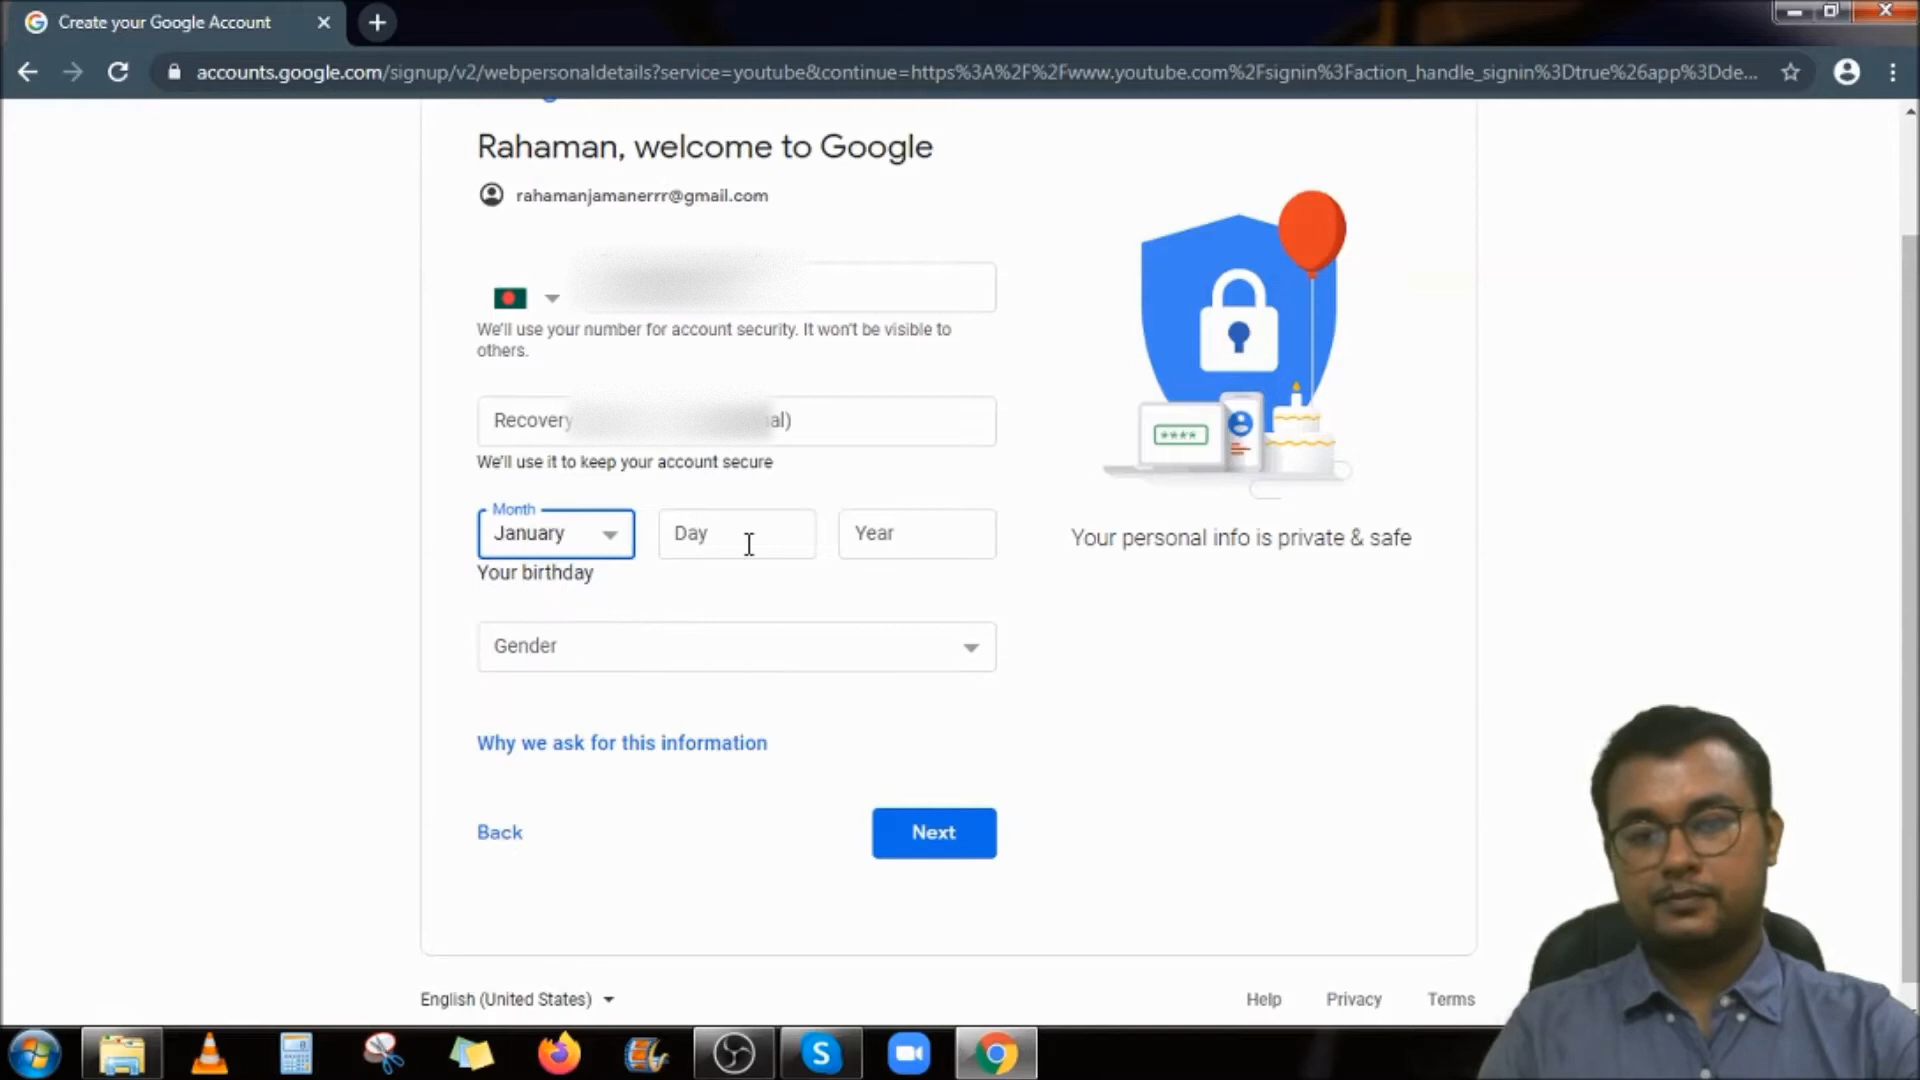 Create your Google Account
accounts.google.com/signup/v2/webpersonaldetails?service=youtube&continue=https%3A%2F%2Fwww.youtube.com%2Fsignin%3Faction_handle_signin%3Dtrue%26app%3Dde...
Rahaman, welcome to Google
rahamanjamanerrr@gmail.com
We'll use your number for account security. It won't be visible to
others.
Recovery al)
We'll use it to keep your account secure
Month
January Day Year
Your birthday
Your personal info is private & safe
Gender
Why we ask for this information
Back Next
English (United States) Help Privacy Terms